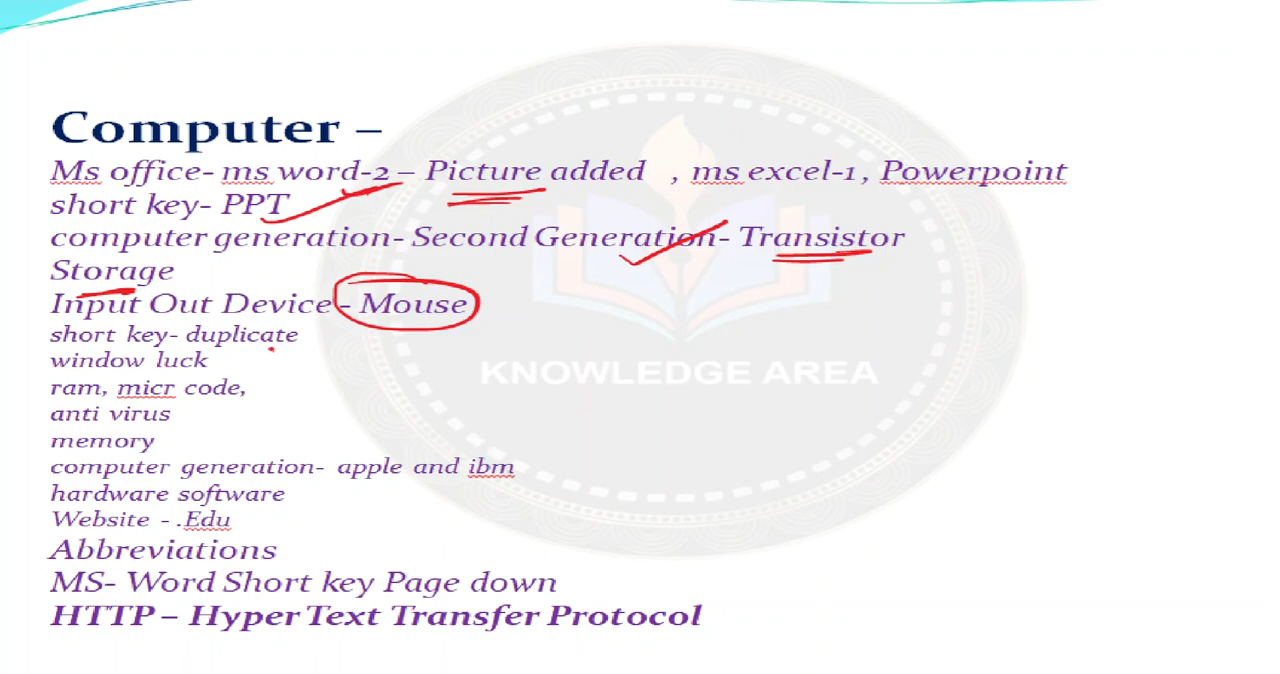 Computer –
Ms office- ms word-2 – Picture added , ms excel-1, Powerpoint
short key- PPT
computer generation- Second Generation- Transistor
Storage
Input Out Device - Mouse
short key- duplicate
window luck
ram, micr code,
anti virus
memory
computer generation- apple and ibm
hardware software
Website - .Edu
Abbreviations
MS- Word Short key Page down
HTTP – Hyper Text Transfer Protocol
KNOWLEDGE AREA